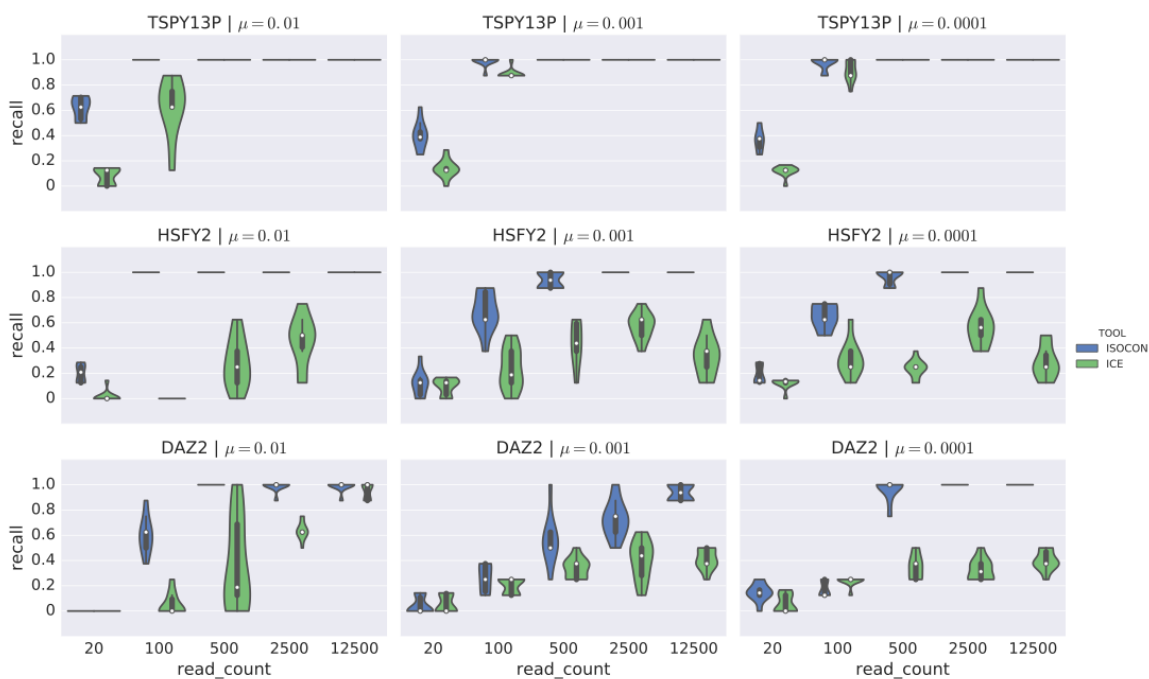 TSPY13P | μ = 0.01
TSPY13P | μ = 0.001
TSPY13P | μ = 0.0001
recall
1.0
0.8
0.6
0.4
0.2
0
HSFY2 | μ = 0.01
HSFY2 | μ = 0.001
HSFY2 | μ = 0.0001
recall
1.0
0.8
0.6
0.4
0.2
0
TOOL
ISOCON
ICE
DAZ2 | μ = 0.01
DAZ2 | μ = 0.001
DAZ2 | μ = 0.0001
recall
1.0
0.8
0.6
0.4
0.2
0
20 100 500 2500 12500
20 100 500 2500 12500
20 100 500 2500 12500
read_count
read_count
read_count